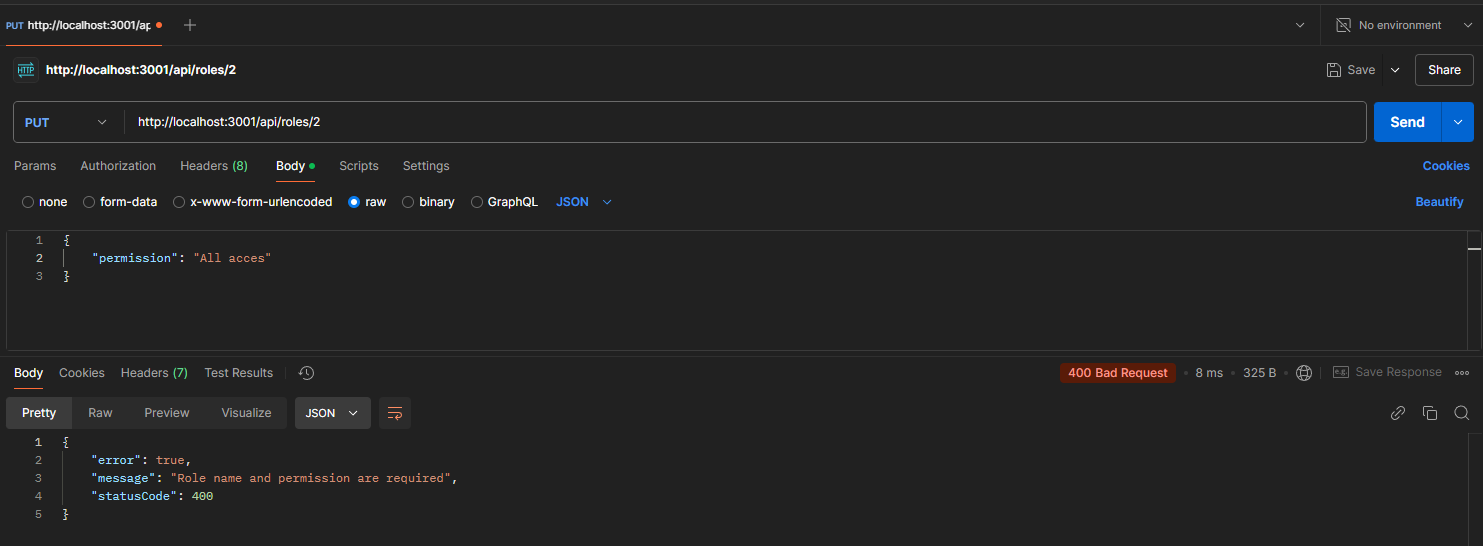 PUT http://localhost:3001/ap
No environment
HTTP http://localhost:3001/api/roles/2
Save
Share
PUT
http://localhost:3001/api/roles/2
Send
Params
Authorization
Headers (8)
Body
Scripts
Settings
Cookies
none
form-data
x-www-form-urlencoded
raw
binary
GraphQL
JSON
Beautify
1 {
2 "permission": "All acces"
3 }
Body
Cookies
Headers (7)
Test Results
400 Bad Request
8 ms
325 B
e.g. Save Response
Pretty
Raw
Preview
Visualize
JSON
1 {
2 "error": true,
3 "message": "Role name and permission are required",
4 "statusCode": 400
5 }